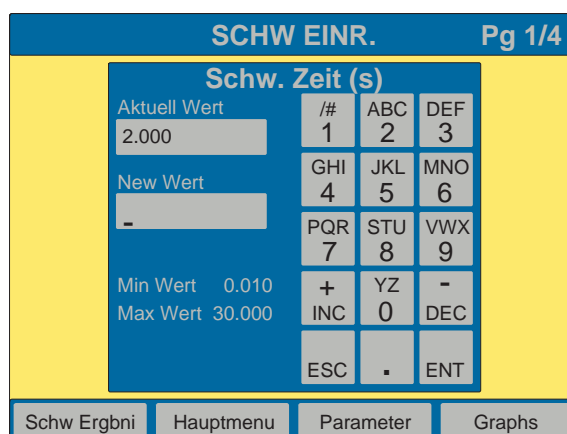 SCHW EINR. Pg 1/4
Schw. Zeit (s)
Aktuell Wert
2.000
New Wert
_
Min Wert 0.010
Max Wert 30.000
/# ABC DEF
1 2 3
GHI JKL MNO
4 5 6
PQR STU VWX
7 8 9
+ YZ -
INC 0 DEC
ESC . ENT
Schw Ergbni Hauptmenu Parameter Graphs